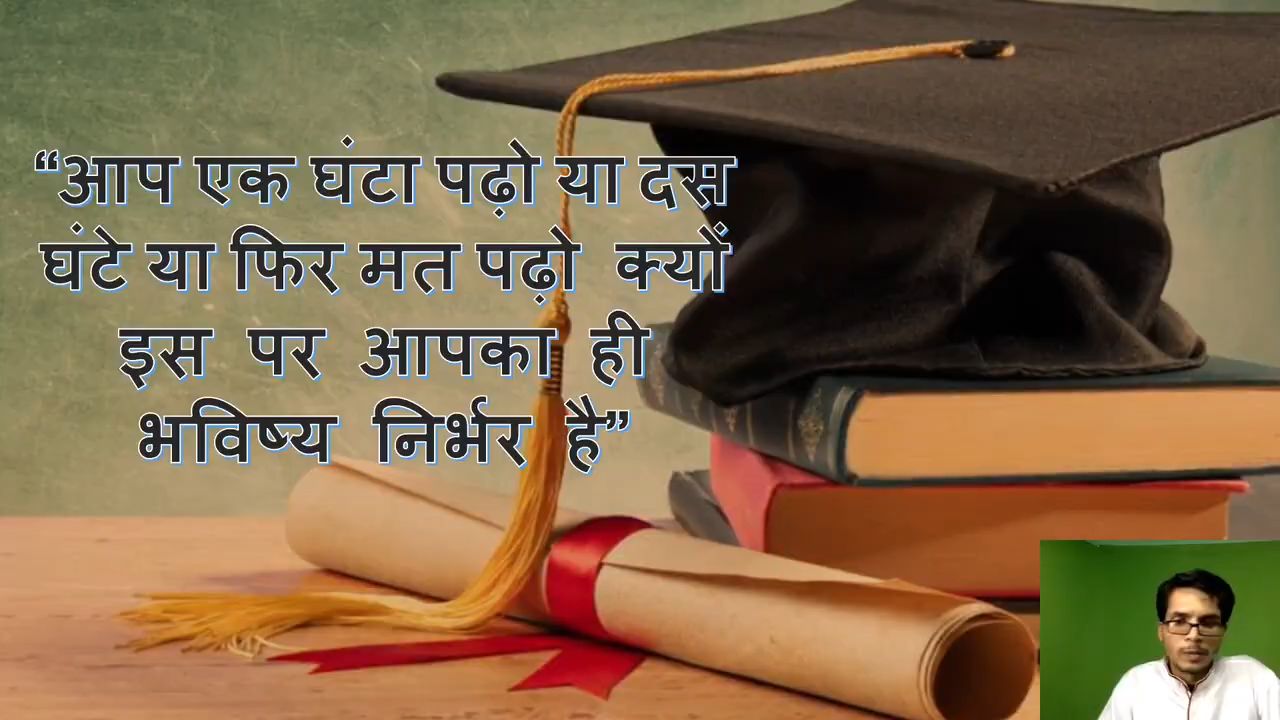 “आप एक घंटा पढ़ो या दस
घंटे या फिर मत पढ़ो क्यों
इस पर आपका ही
भविष्य निर्भर है”